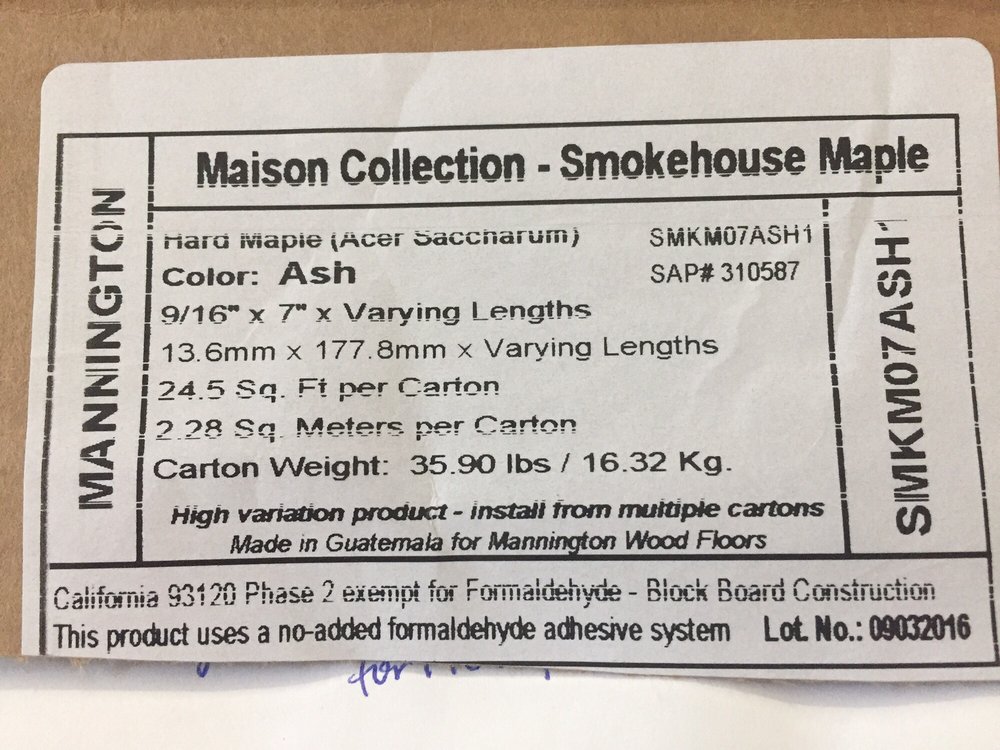 MANNINGTON
Maison Collection - Smokehouse Maple
Hard Maple (Acer Saccharum) SMKM07ASH1
Color: Ash SAP# 310587
9/16" x 7" x Varying Lengths
13.6mm x 177.8mm x Varying Lengths
24.5 Sq. Ft per Carton
2.28 Sq. Meters per Carton
Carton Weight: 35.90 lbs / 16.32 Kg.
High variation product - install from multiple cartons
Made in Guatemala for Mannington Wood Floors
SMKM07ASH1
California 93120 Phase 2 exempt for Formaldehyde - Block Board Construction
This product uses a no-added formaldehyde adhesive system Lot. No.: 09032016
for